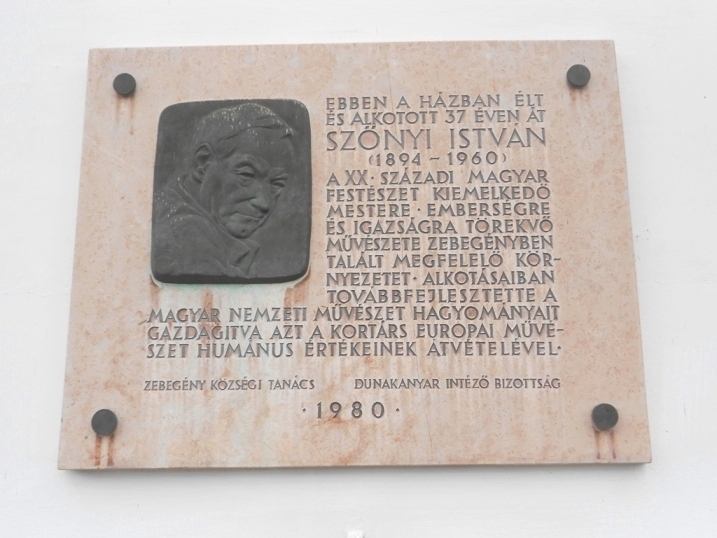 EBBEN A HÁZBAN ÉLT
ÉS ALKOTOTT 37 ÉVEN ÁT
SZŐNYI ISTVÁN
(1894-1960)
A XX. SZÁZADI MAGYAR
FESTÉSZET KIEMELKEDŐ
MESTERE. EMBERSÉGRE
ÉS IGAZSÁGRA TÖREKVŐ
MŰVÉSZETE ZEBEGÉNYBEN
TALÁLT MEGFELELŐ KÖR-
NYEZETET. ALKOTÁSAIBAN
TOVÁBBFEJLESZTETTE A
MAGYAR NEMZETI MŰVÉSZET HAGYOMÁNYAIT
GAZDAGITVA AZT A KORTÁRS EURÓPAI MŰVÉ-
SZET HUMÁNUS ÉRTÉKEINEK ÁTVÉTELÉVEL.
ZEBEGÉNY KÖZSÉGI TANÁCS DUNAKANYAR INTÉZŐ BIZOTTSÁG
· 1980 ·